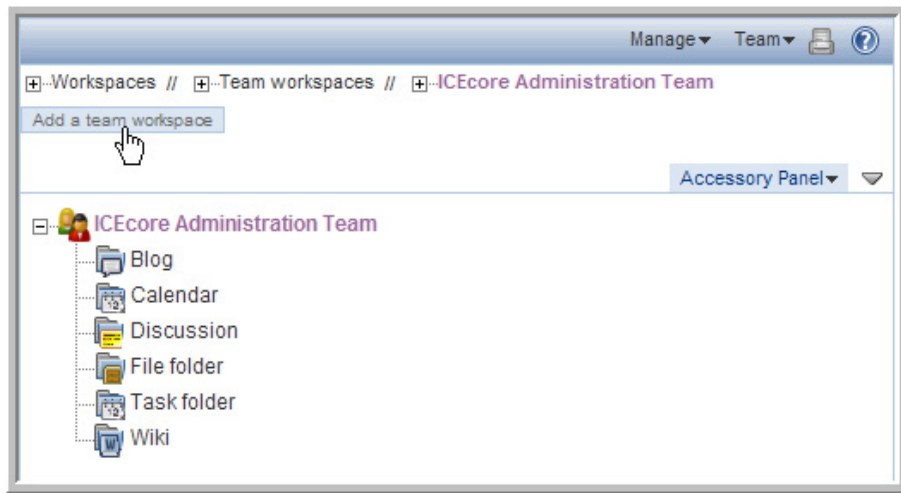 Manage Team
Workspaces // Team workspaces // ICEcore Administration Team
Add a team workspace
Accessory Panel
ICEcore Administration Team
Blog
Calendar
Discussion
File folder
Task folder
Wiki